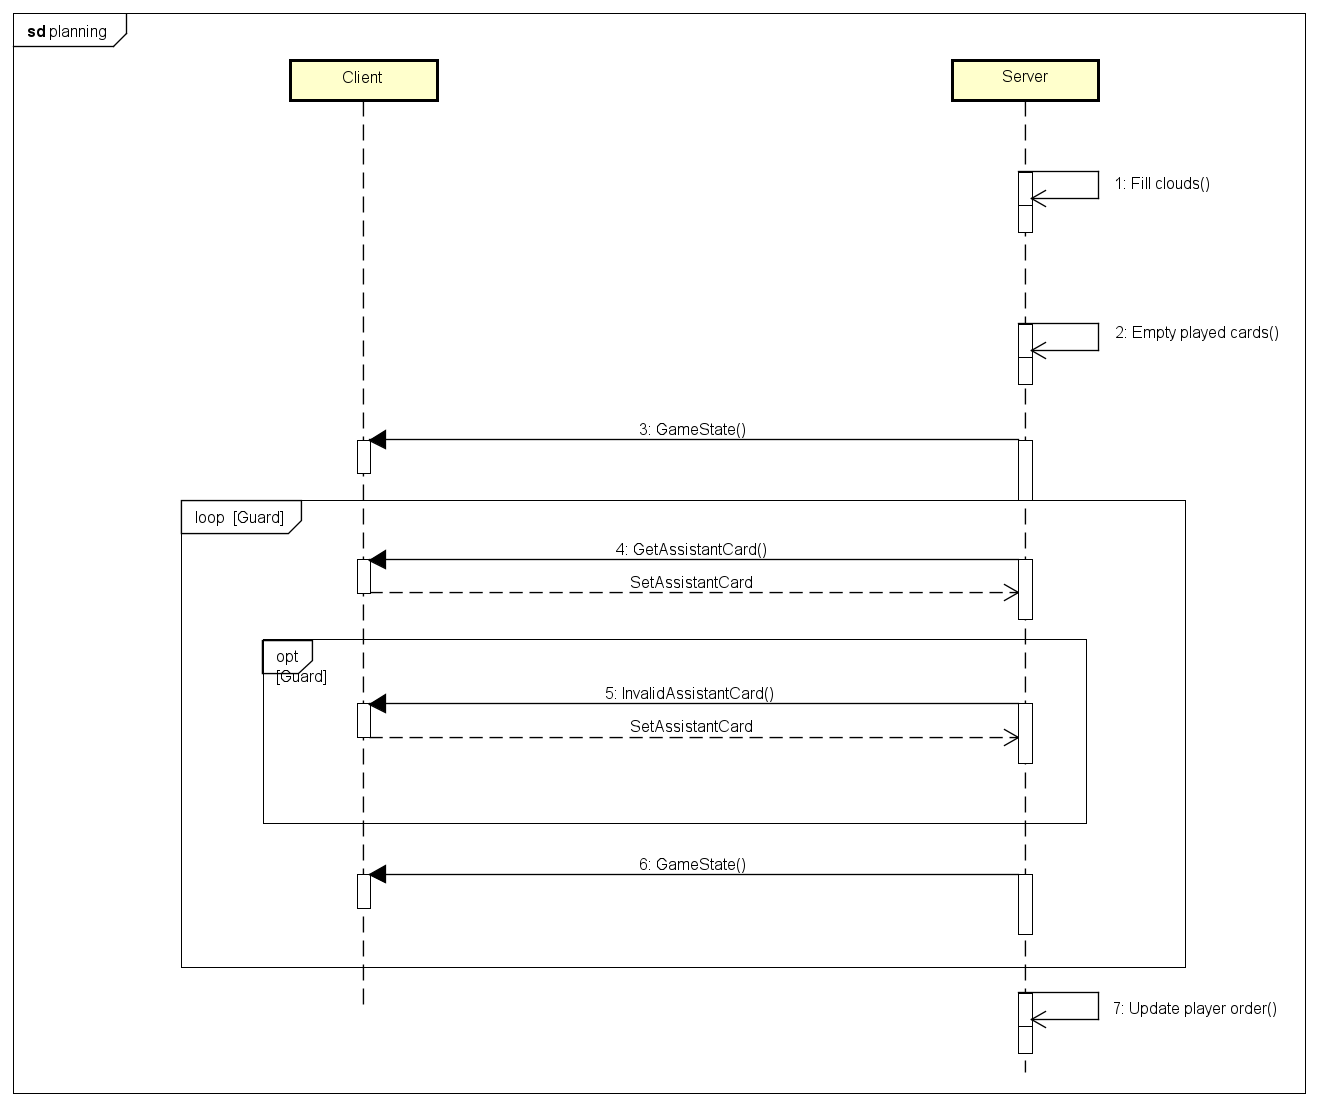 sd planning
Client
Server
1: Fill clouds()
2: Empty played cards()
3: GameState()
loop [Guard]
4: GetAssistantCard()
SetAssistantCard
opt
[Guard]
5: InvalidAssistantCard()
SetAssistantCard
6: GameState()
7: Update player order()